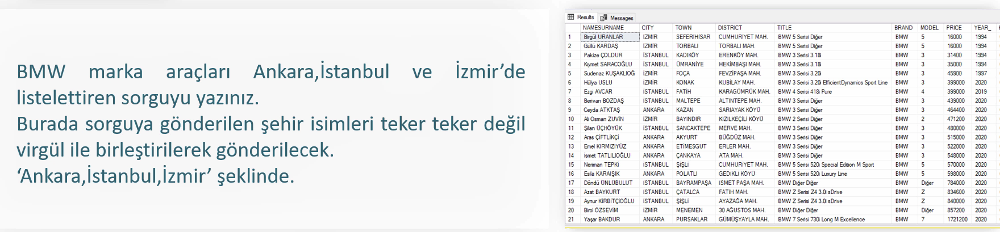 BMW marka araçları Ankara,İstanbul ve İzmir’de
listelettiren sorguyu yazınız.
Burada sorguya gönderilen şehir isimleri teker teker değil
virgül ile birleştirilerek gönderilecek.
‘Ankara,İstanbul,İzmir’ şeklinde.
Results Messages
NAMESURNAME CITY TOWN DISTRICT TITLE BRAND MODEL PRICE YEAR_
1 Birgül URANLAR İZMİR SEFERİHİSAR CUMHURİYET MAH. BMW 5 Serisi Diğer BMW 5 16000 1994
2 Güllü KARDAŞ İZMİR TORBALI TORBALI MAH. BMW 5 Serisi Diğer BMW 5 16000 1994
3 Pakize ÇOLDUR İSTANBUL KADIKÖY ERENKÖY MAH. BMW 3 Serisi 3.18i BMW 3 31400 1994
4 Kıymet SARACOĞLU İSTANBUL ÜMRANİYE HEKİMBAŞI MAH. BMW 3 Serisi 3.18i BMW 3 35000 1994
5 Sudenaz KUŞAKLIOĞ İZMİR FOÇA FEVZİPAŞA MAH. BMW 3 Serisi 3.20i BMW 3 45900 1997
6 Hülya USLU İZMİR KONAK KUBİLAY MAH. BMW 3 Serisi 3.20i EfficientDynamics Sport Line BMW 3 399000 2020
7 Ezgi AVCAR İSTANBUL FATİH KARAGÜMRÜK MAH. BMW 4 Serisi 418i Pure BMW 4 399000 2019
8 Berivan BOZDAŞ İSTANBUL MALTEPE ALTINTEPE MAH. BMW 3 Serisi Diğer BMW 3 439000 2020
9 Ceyda ATKTAŞ ANKARA KAZAN SARIAYAK KÖYÜ BMW 3 Serisi Diğer BMW 3 464400 2020
10 Ali Osman ZUVİN İZMİR BAYINDIR KIZILKEÇİLİ KÖYÜ BMW 2 Serisi Diğer BMW 2 471200 2020
11 Şilan ÜÇHÖYÜK İSTANBUL SANCAKTEPE MERVE MAH. BMW 3 Serisi Diğer BMW 3 480000 2020
12 Aras ÇİFTLİKÇİ ANKARA AKYURT BÜĞDÜZ MAH. BMW 3 Serisi Diğer BMW 3 515000 2020
13 Emel KIRMIZIYÜZ ANKARA ETİMESGUT ERLER MAH. BMW 3 Serisi Diğer BMW 3 522000 2020
14 İsmet TATLILIOĞLU ANKARA ÇANKAYA ATA MAH. BMW 3 Serisi Diğer BMW 3 548000 2020
15 Neriman TEPKİ İSTANBUL ŞİŞLİ CUMHURİYET MAH. BMW 5 Serisi 520i Special Edition M Sport BMW 5 570000 2020
16 Esila KARAIŞIK ANKARA POLATLI GEDİKLİ KÖYÜ BMW 5 Serisi 520i Luxury Line BMW 5 598000 2020
17 Döndü ÜNLÜBULUT İSTANBUL BAYRAMPAŞA İSMET PAŞA MAH. BMW Diğer Diğer BMW Diğer 784000 2020
18 Azat BAYKURT İSTANBUL ÇATALCA FATİH MAH. BMW Z Serisi Z4 3.0i sDrive BMW Z 834600 2020
19 Aynur KİRBİTÇİOĞLU İSTANBUL ŞİŞLİ AYAZAĞA MAH. BMW Z Serisi Z4 3.0i sDrive BMW Z 840000 2020
20 Birol ÖZSEVİM İZMİR MENEMEN 30 AĞUSTOS MAH. BMW Diğer Diğer BMW Diğer 857200 2020
21 Yaşar BAKDUR ANKARA PURSAKLAR GÜMÜŞYAYLA MAH. BMW 7 Serisi 730i Long M Excellence BMW 7 1721200 2020